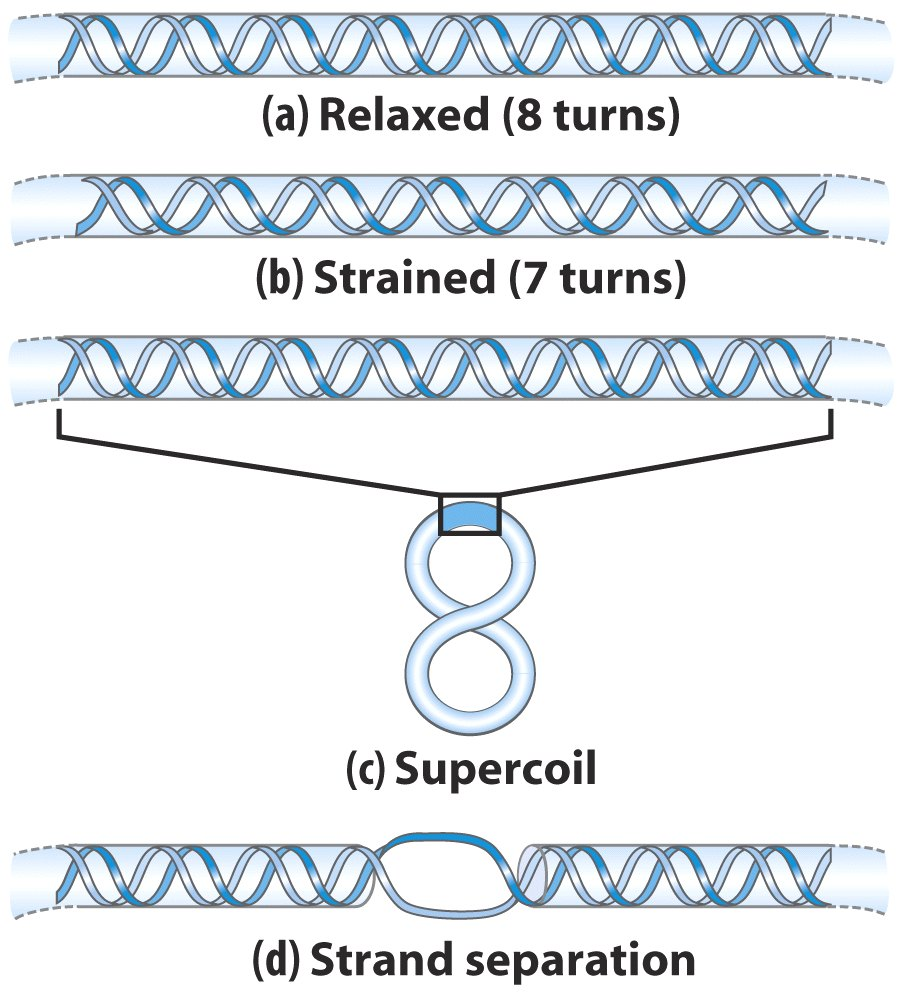 (a) Relaxed (8 turns)
(b) Strained (7 turns)
(c) Supercoil
(d) Strand separation